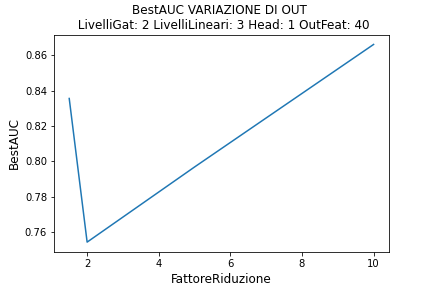 BestAUC VARIAZIONE DI OUT
LivelliGat: 2 LivelliLineari: 3 Head: 1 OutFeat: 40
0.86
0.84
0.82
0.80
0.78
0.76
BestAUC
2
4
6
8
10
FattoreRiduzione